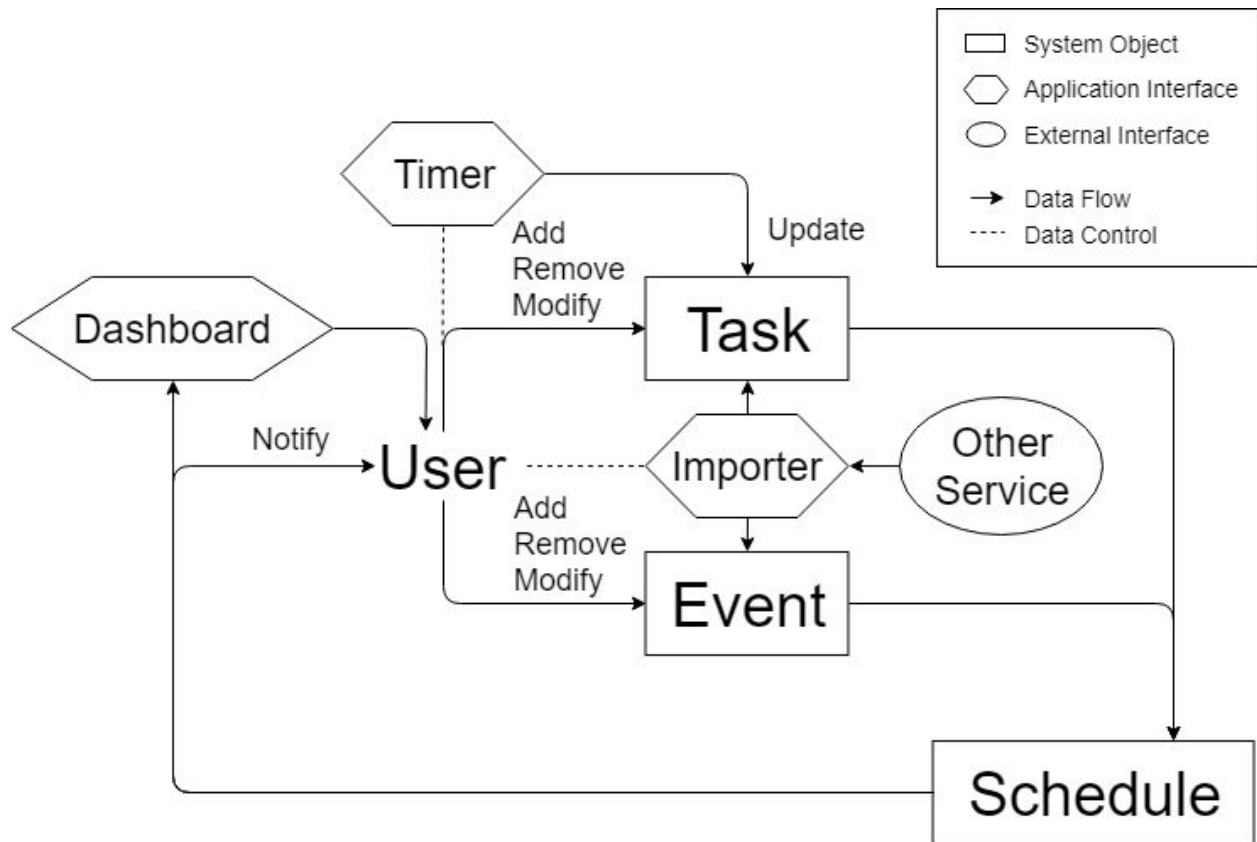 System Object
Application Interface
External Interface
Data Flow
Data Control
Timer
Add
Remove
Modify
Update
Dashboard
Task
Notify
User
Importer
Other
Service
Add
Remove
Modify
Event
Schedule